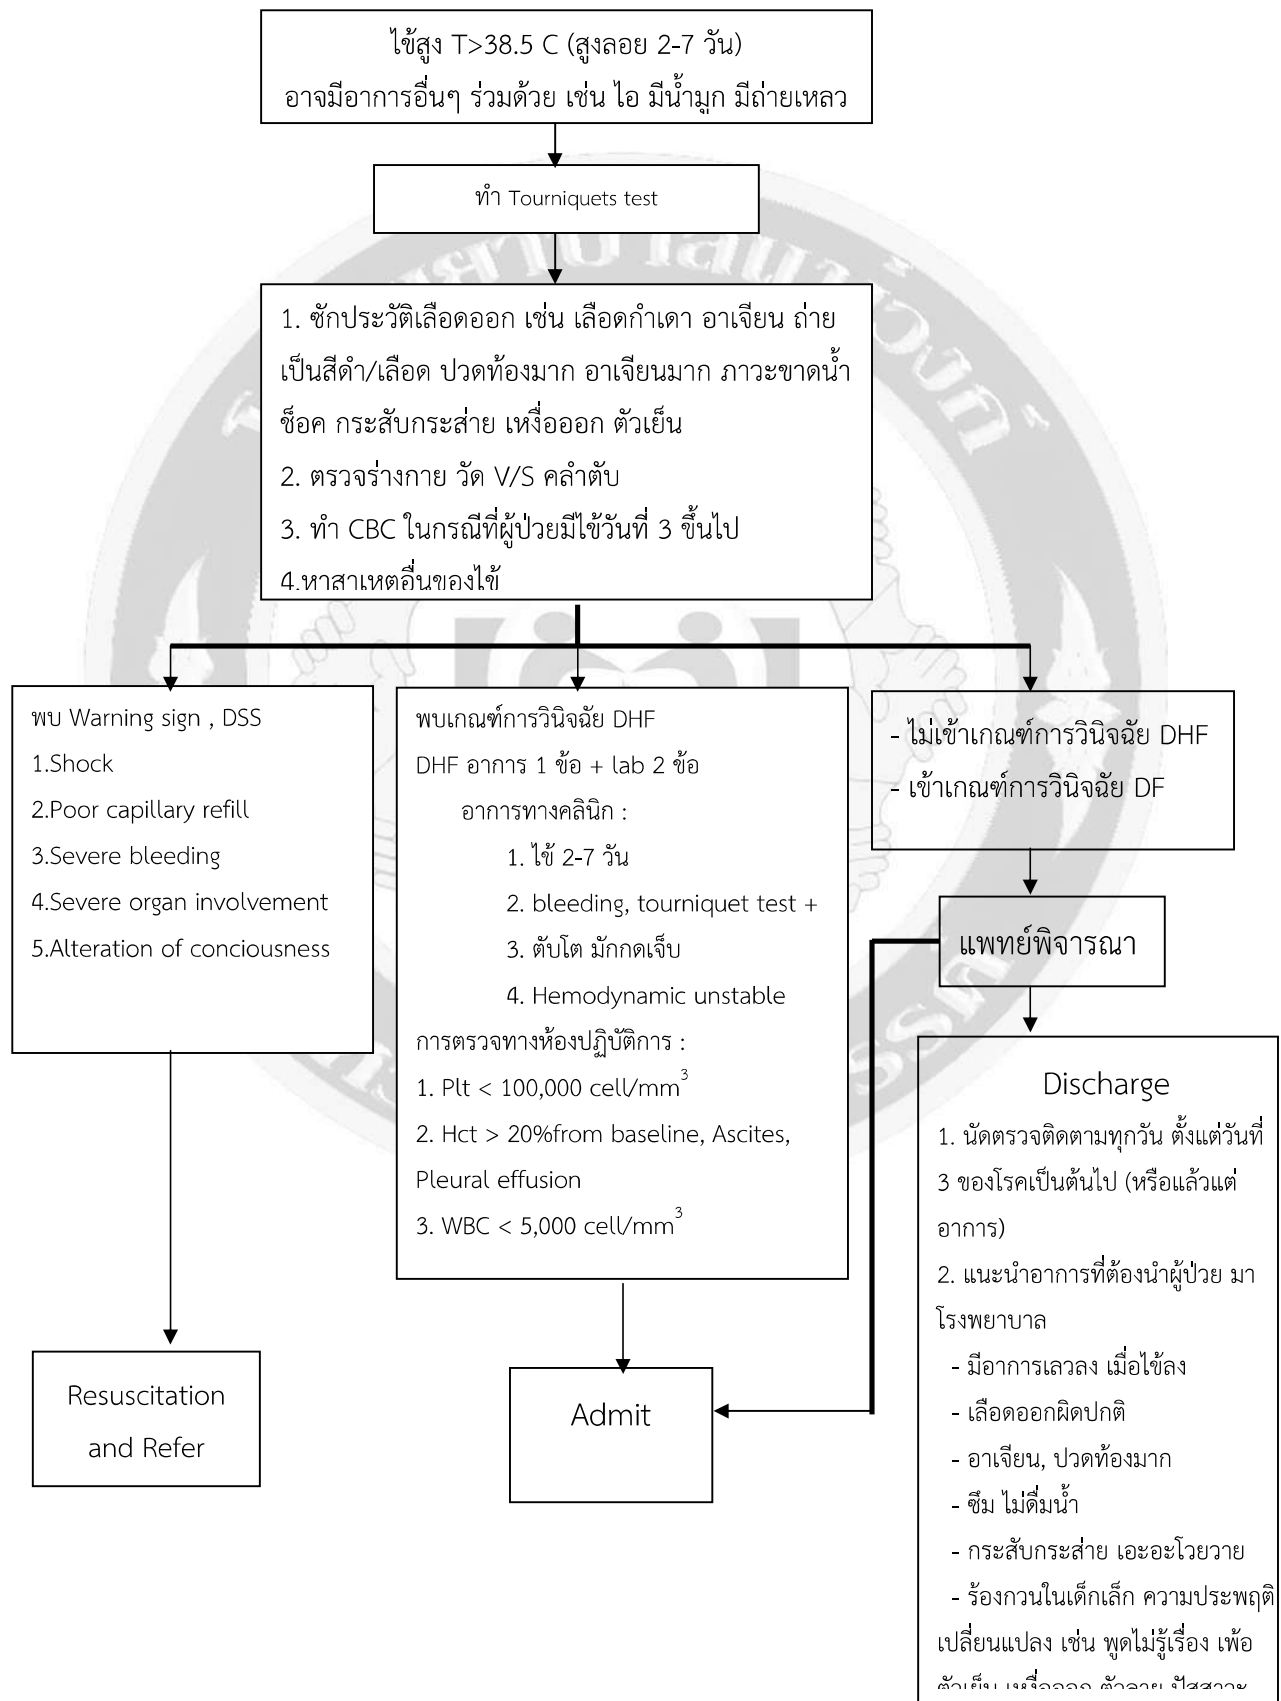 ไข้สูง T>38.5 C (สูงลอย 2-7 วัน)
อาจมีอาการอื่นๆ ร่วมด้วย เช่น ไอ มีน้ำมูก มีถ่ายเหลว
ทำ Tourniquets test
1. ซักประวัติเลือดออก เช่น เลือดกำเดา อาเจียน ถ่าย
เป็นสีดำ/เลือด ปวดท้องมาก อาเจียนมาก ภาวะขาดน้ำ
ช็อค กระสับกระส่าย เหงื่อออก ตัวเย็น
2. ตรวจร่างกาย วัด V/S คลำตับ
3. ทำ CBC ในกรณีที่ผู้ป่วยมีไข้วันที่ 3 ขึ้นไป
4.หาสาเหตอื่นของไข้
พบ Warning sign , DSS
1.Shock
2.Poor capillary refill
3.Severe bleeding
4.Severe organ involvement
5.Alteration of conciousness
พบเกณฑ์การวินิจฉัย DHF
DHF อาการ 1 ข้อ + lab 2 ข้อ
อาการทางคลินิก :
1. ไข้ 2-7 วัน
2. bleeding, tourniquet test +
3. ตับโต มักกดเจ็บ
4. Hemodynamic unstable
การตรวจทางห้องปฏิบัติการ :
1. Plt < 100,000 cell/mm³
2. Hct > 20%from baseline, Ascites,
Pleural effusion
3. WBC < 5,000 cell/mm³
- ไม่เข้าเกณฑ์การวินิจฉัย DHF
- เข้าเกณฑ์การวินิจฉัย DF
แพทย์พิจารณา
Resuscitation
and Refer
Admit
Discharge
1. นัดตรวจติดตามทุกวัน ตั้งแต่วันที่
3 ของโรคเป็นต้นไป (หรือแล้วแต่
อาการ)
2. แนะนำอาการที่ต้องนำผู้ป่วย มา
โรงพยาบาล
- มีอาการเลวลง เมื่อไข้ลง
- เลือดออกผิดปกติ
- อาเจียน, ปวดท้องมาก
- ซึม ไม่ดื่มน้ำ
- กระสับกระส่าย เอะอะโวยวาย
- ร้องกวนในเด็กเล็ก ความประพฤติ
เปลี่ยนแปลง เช่น พูดไม่รู้เรื่อง เพ้อ
ตัวเย็น เหงื่อออก ตัวลาย ปัสสาวะ